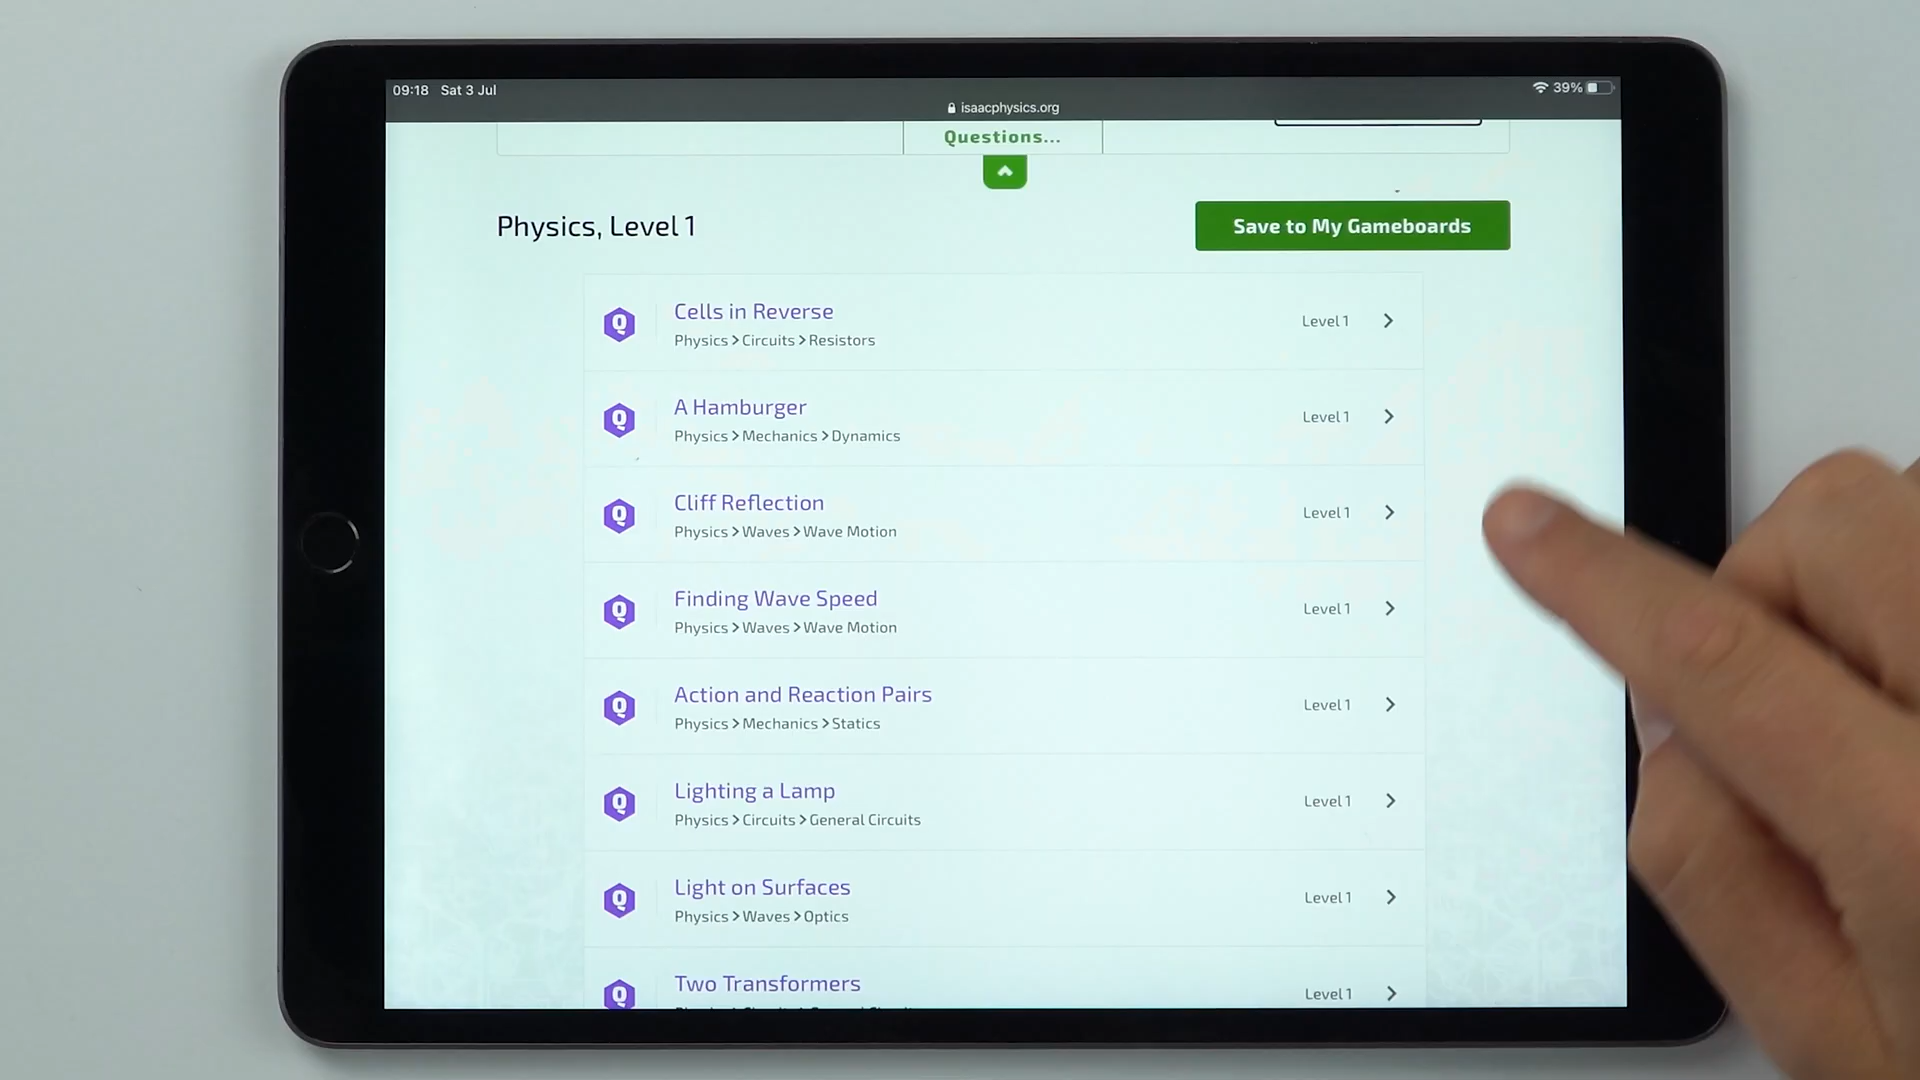 09:18 Sat 3 Jul
39%
isaacphysics.org
Questions...
Physics, Level 1
Save to My Gameboards
Q Cells in Reverse Level 1
Physics > Circuits > Resistors
Q A Hamburger Level 1
Physics > Mechanics > Dynamics
Q Cliff Reflection Level 1
Physics > Waves > Wave Motion
Q Finding Wave Speed Level 1
Physics > Waves > Wave Motion
Q Action and Reaction Pairs Level 1
Physics > Mechanics > Statics
Q Lighting a Lamp Level 1
Physics > Circuits > General Circuits
Q Light on Surfaces Level 1
Physics > Waves > Optics
Q Two Transformers Level 1